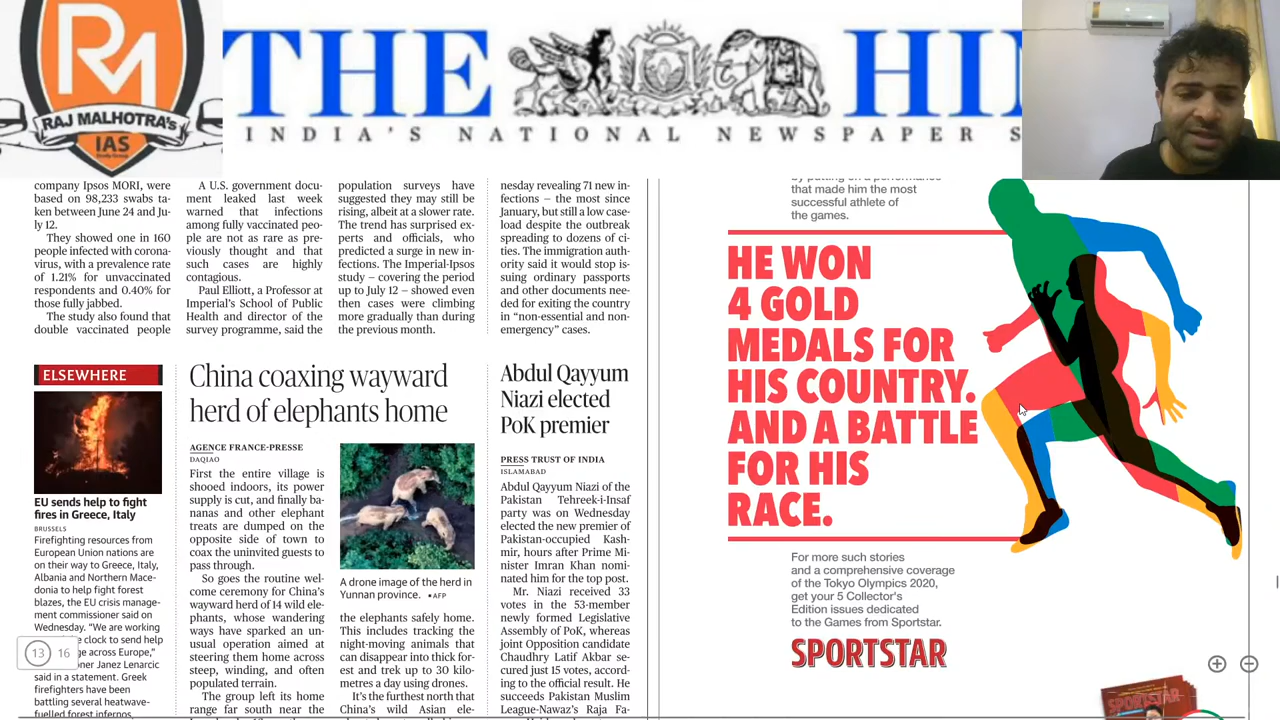 RM
RAJ MALHOTRA's
IAS
Study Group
THE HI
INDIA'S NATIONAL NEWSPAPER S
company Ipsos MORI, were
based on 98,233 swabs ta-
ken between June 24 and Ju-
ly 12.
They showed one in 160
people infected with corona-
virus, with a prevalence rate
of 1.21% for unvaccinated
respondents and 0.40% for
those fully jabbed.
The study also found that
double vaccinated people
A U.S. government docu-
ment leaked last week
warned that infections
among fully vaccinated peo-
ple are not as rare as pre-
viously thought and that
such cases are highly
contagious.
Paul Elliott, a Professor at
Imperial's School of Public
Health and director of the
survey programme, said the
population surveys have
suggested they may still be
rising, albeit at a slower rate.
The trend has surprised ex-
perts and officials, who
predicted a surge in new in-
fections. The Imperial-Ipsos
study – covering the period
up to July 12 – showed even
then cases were climbing
more gradually than during
the previous month.
nesday revealing 71 new in-
fections – the most since
January, but still a low case-
load despite the outbreak
spreading to dozens of ci-
ties. The immigration auth-
ority said it would stop is-
suing ordinary passports
and other documents nee-
ded for exiting the country
in “non-essential and non-
emergency” cases.
ELSEWHERE
EU sends help to fight
fires in Greece, Italy
BRUSSELS
Firefighting resources from
European Union nations are
on their way to Greece, Italy,
Albania and Northern Mace-
donia to help fight forest
blazes, the EU crisis manage-
ment commissioner said on
Wednesday. “We are working
clock to send help
ge across Europe,”
oner Janez Lenarcic
said in a statement. Greek
firefighters have been
battling several heatwave-
fuelled forest infernos,
13 16
China coaxing wayward
herd of elephants home
AGENCE FRANCE-PRESSE
DAQIAO
First the entire village is
shooed indoors, its power
supply is cut, and finally ba-
nanas and other elephant
treats are dumped on the
opposite side of town to
coax the uninvited guests to
pass through.
So goes the routine wel-
come ceremony for China's
wayward herd of 14 wild ele-
phants, whose wandering
ways have sparked an un-
usual operation aimed at
steering them home across
steep, winding, and often
populated terrain.
The group left its home
range far south near the
A drone image of the herd in
Yunnan province. •AFP
the elephants safely home.
This includes tracking the
night-moving animals that
can disappear into thick for-
est and trek up to 30 kilo-
metres a day using drones.
It's the furthest north that
China's wild Asian ele-
Abdul Qayyum
Niazi elected
PoK premier
PRESS TRUST OF INDIA
ISLAMABAD
Abdul Qayyum Niazi of the
Pakistan Tehreek-i-Insaf
party was on Wednesday
elected the new premier of
Pakistan-occupied Kash-
mir, hours after Prime Mi-
nister Imran Khan nomi-
nated him for the top post.
Mr. Niazi received 33
votes in the 53-member
newly formed Legislative
Assembly of PoK, whereas
joint Opposition candidate
Chaudhry Latif Akbar se-
cured just 15 votes, accord-
ing to the official result. He
succeeds Pakistan Muslim
League-Nawaz's Raja Fa-
by putting on a performance
that made him the most
successful athlete of
the games.
HE WON
4 GOLD
MEDALS FOR
HIS COUNTRY.
AND A BATTLE
FOR HIS
RACE.
For more such stories
and a comprehensive coverage
of the Tokyo Olympics 2020,
get your 5 Collector's
Edition issues dedicated
to the Games from Sportstar.
SPORTSTAR
SPORTSTAR